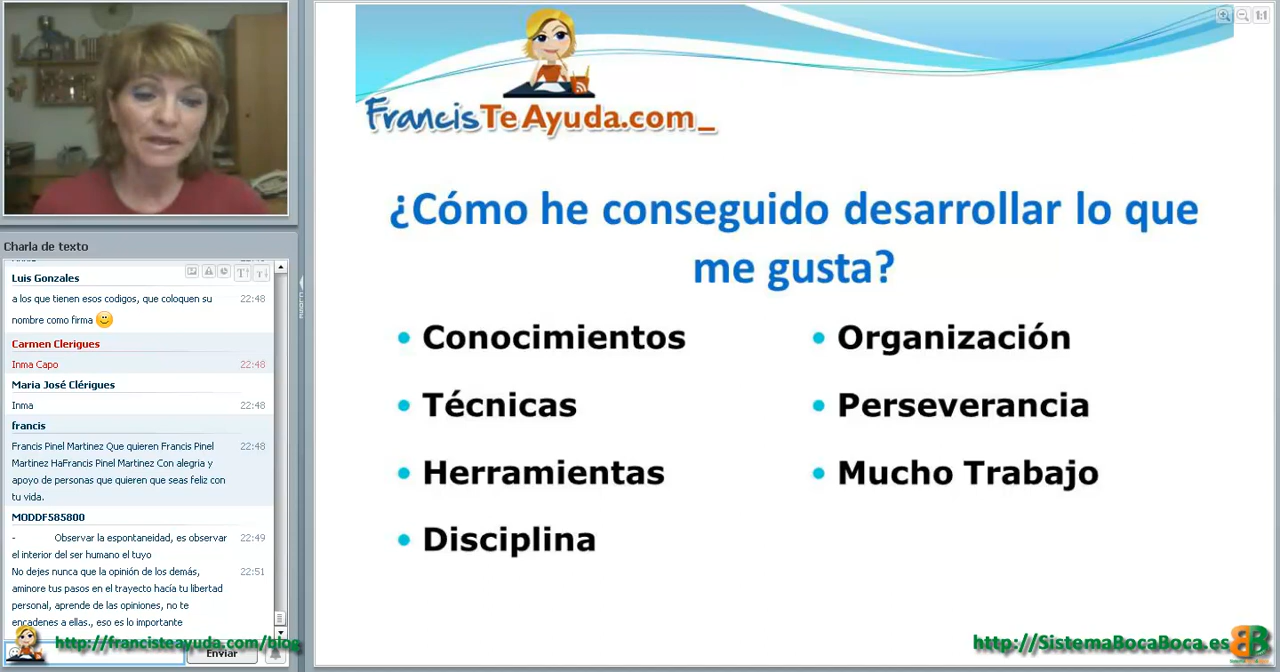 1:1
FrancisTeAyuda.com_
¿Cómo he conseguido desarrollar lo que
me gusta?
• Conocimientos
• Técnicas
• Herramientas
• Disciplina
• Organización
• Perseverancia
• Mucho Trabajo
Charla de texto
Luis Gonzales
a los que tienen esos codigos, que coloquen su 22:48
nombre como firma
Carmen Clerigues
Inma Capo 22:48
Maria José Clérigues
Inma 22:48
francis
Francis Pinel Martinez Que quieren Francis Pinel 22:48
Martinez HaFrancis Pinel Martinez Con alegria y
apoyo de personas que quieren que seas feliz con
tu vida.
MODDF585800
- Observar la espontaneidad, es observar 22:49
el interior del ser humano el tuyo
No dejes nunca que la opinión de los demás, 22:51
aminore tus pasos en el trayecto hacía tu libertad
personal, aprende de las opiniones, no te
encadenes a ellas., eso es lo importante
http://francisteayuda.com/blog
Enviar
http://SistemaBocaBoca.es